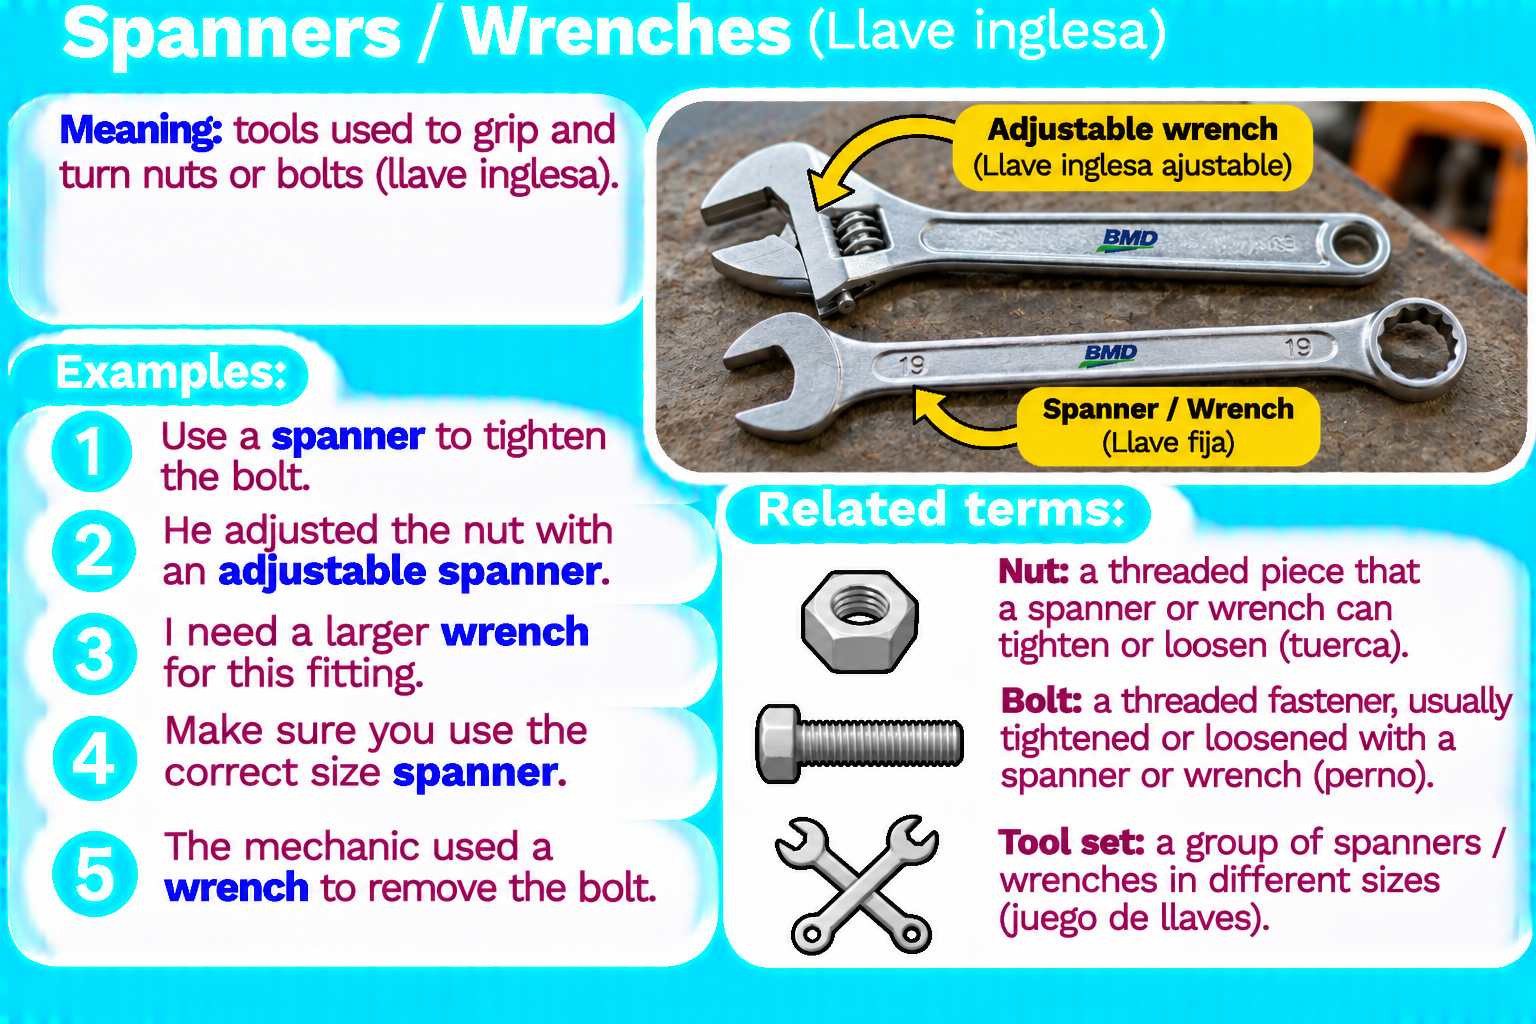 Spanners / Wrenches (Llave inglesa)
Meaning: tools used to grip and
turn nuts or bolts (llave inglesa).
Adjustable wrench
(Llave inglesa ajustable)
BMD
19
BMD
19
Spanner / Wrench
(Llave fija)
Examples:
1
Use a spanner to tighten
the bolt.
2
He adjusted the nut with
an adjustable spanner.
3
I need a larger wrench
for this fitting.
4
Make sure you use the
correct size spanner.
5
The mechanic used a
wrench to remove the bolt.
Related terms:
Nut: a threaded piece that
a spanner or wrench can
tighten or loosen (tuerca).
Bolt: a threaded fastener, usually
tightened or loosened with a
spanner or wrench (perno).
Tool set: a group of spanners /
wrenches in different sizes
(juego de llaves).